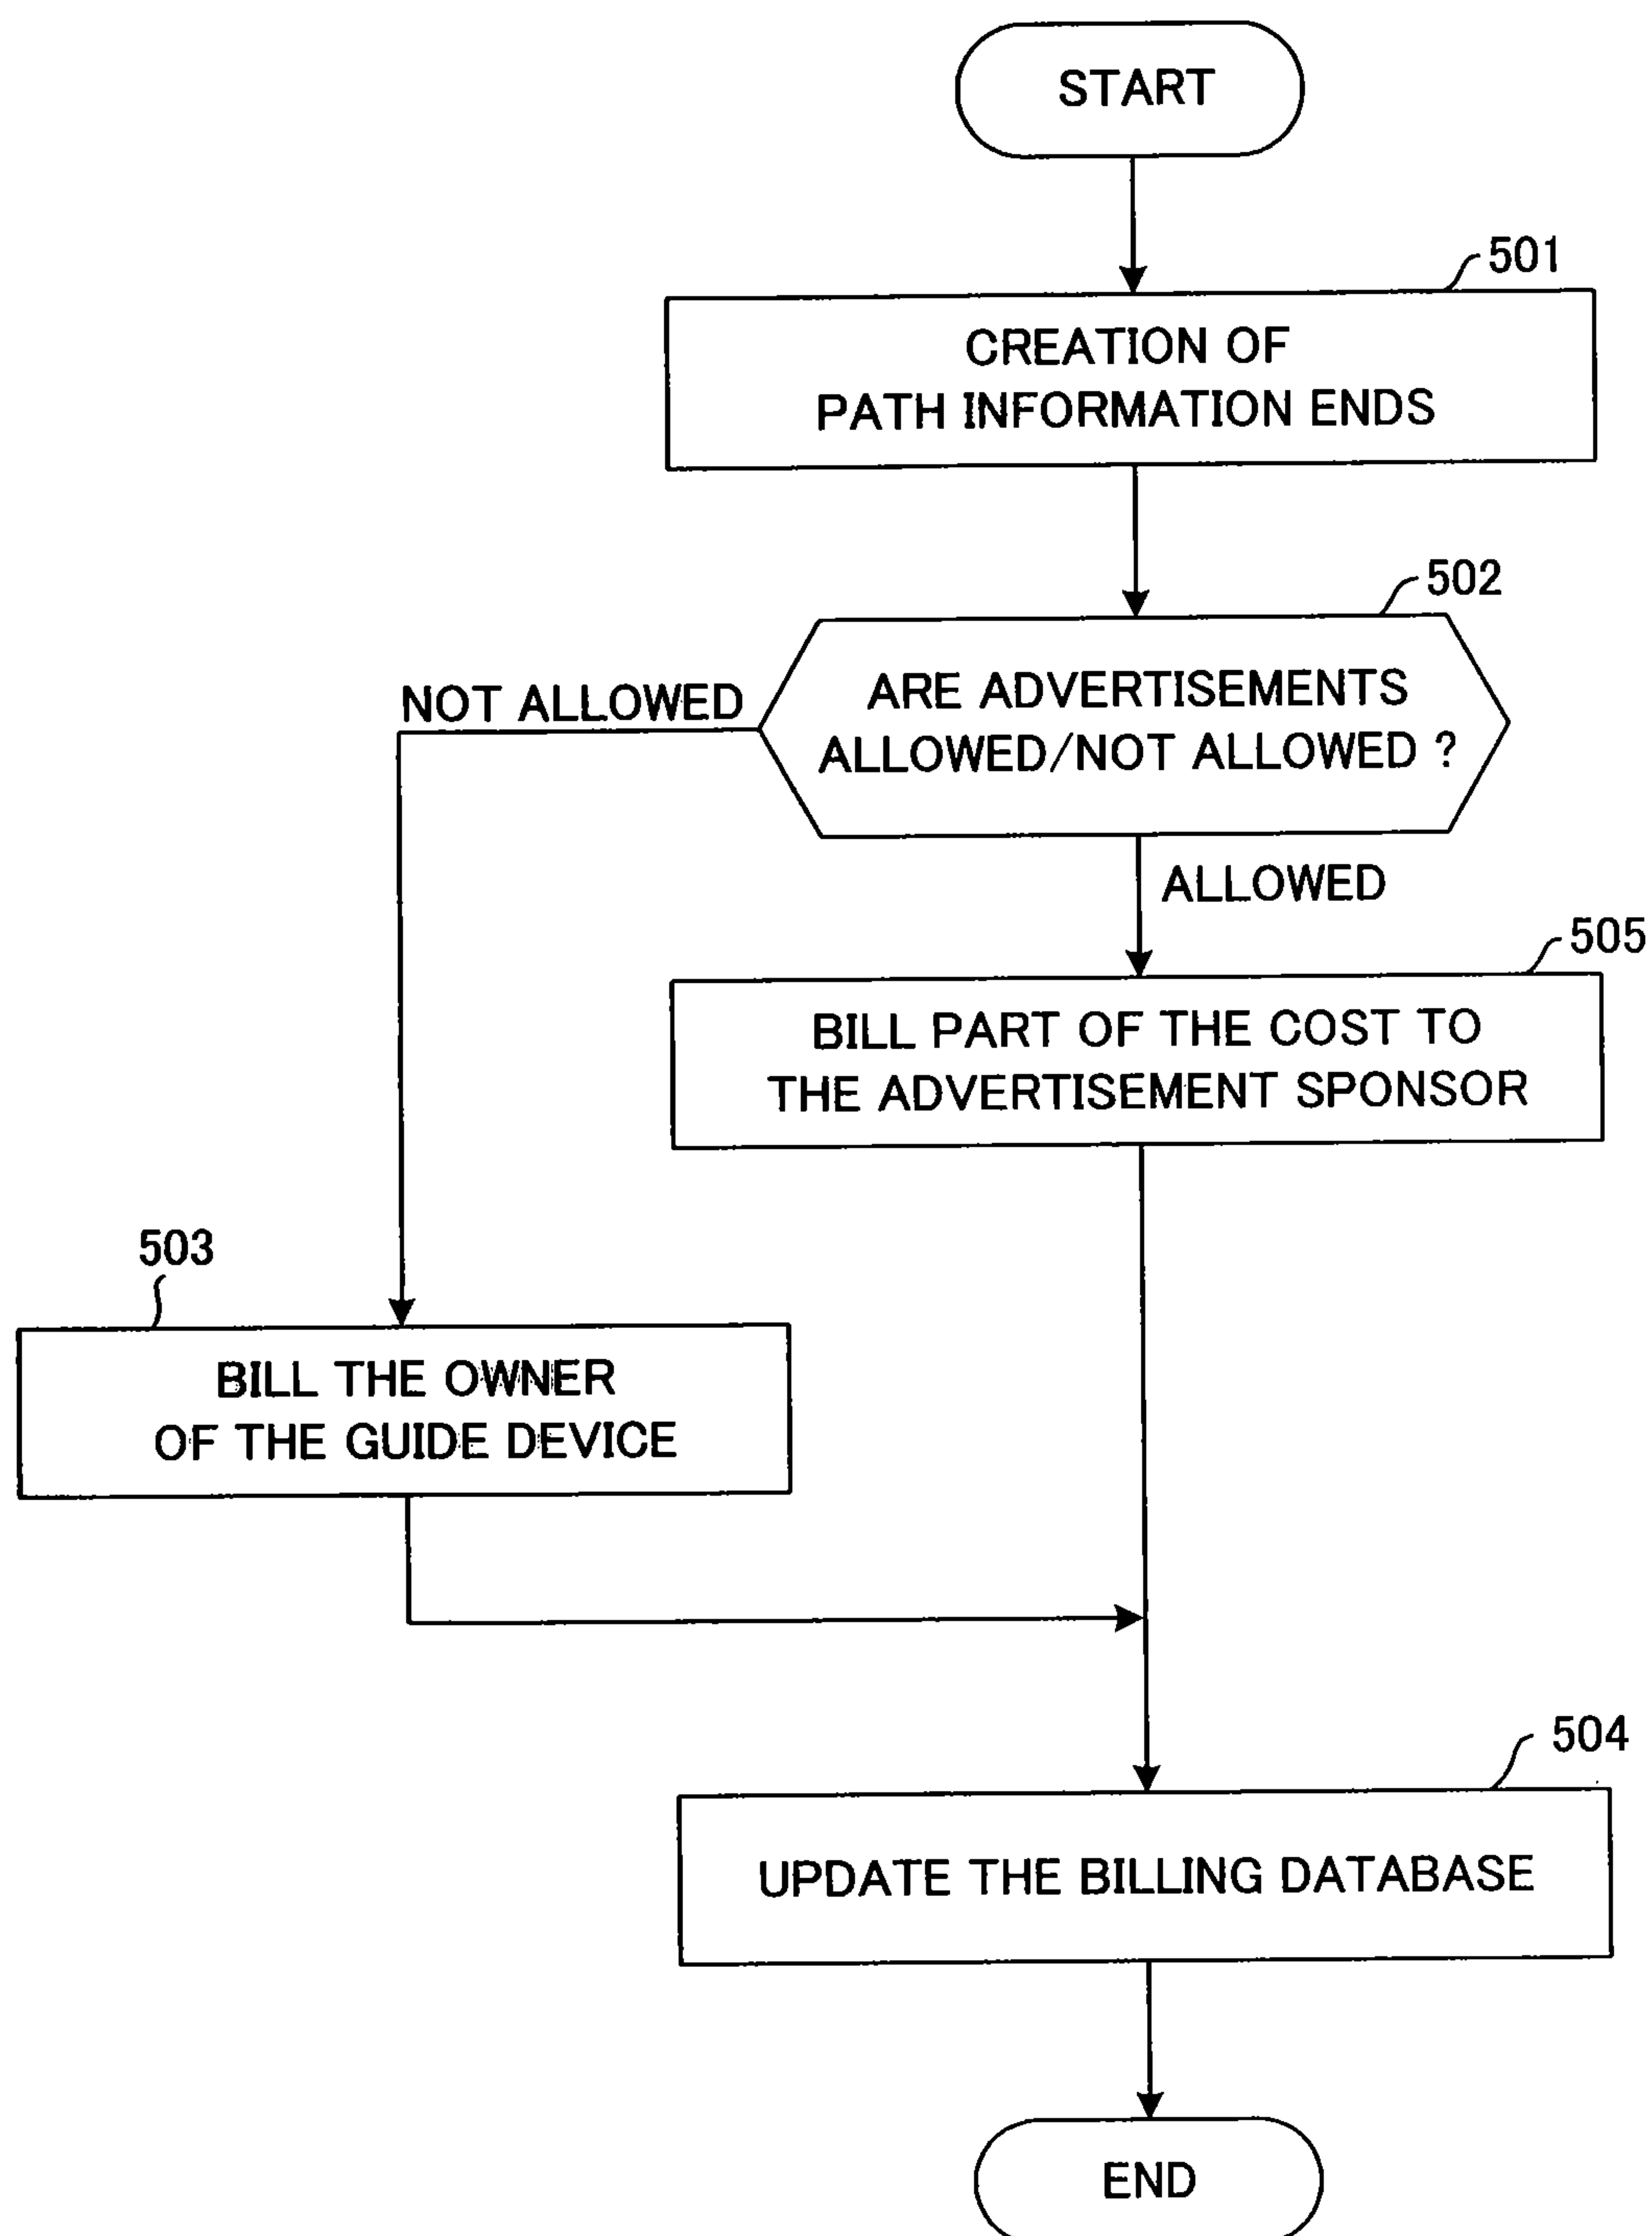 START
501
CREATION OF
PATH INFORMATION ENDS
502
ARE ADVERTISEMENTS
ALLOWED/NOT ALLOWED ?
NOT ALLOWED
ALLOWED
505
BILL PART OF THE COST TO
THE ADVERTISEMENT SPONSOR
503
BILL THE OWNER
OF THE GUIDE DEVICE
504
UPDATE THE BILLING DATABASE
END